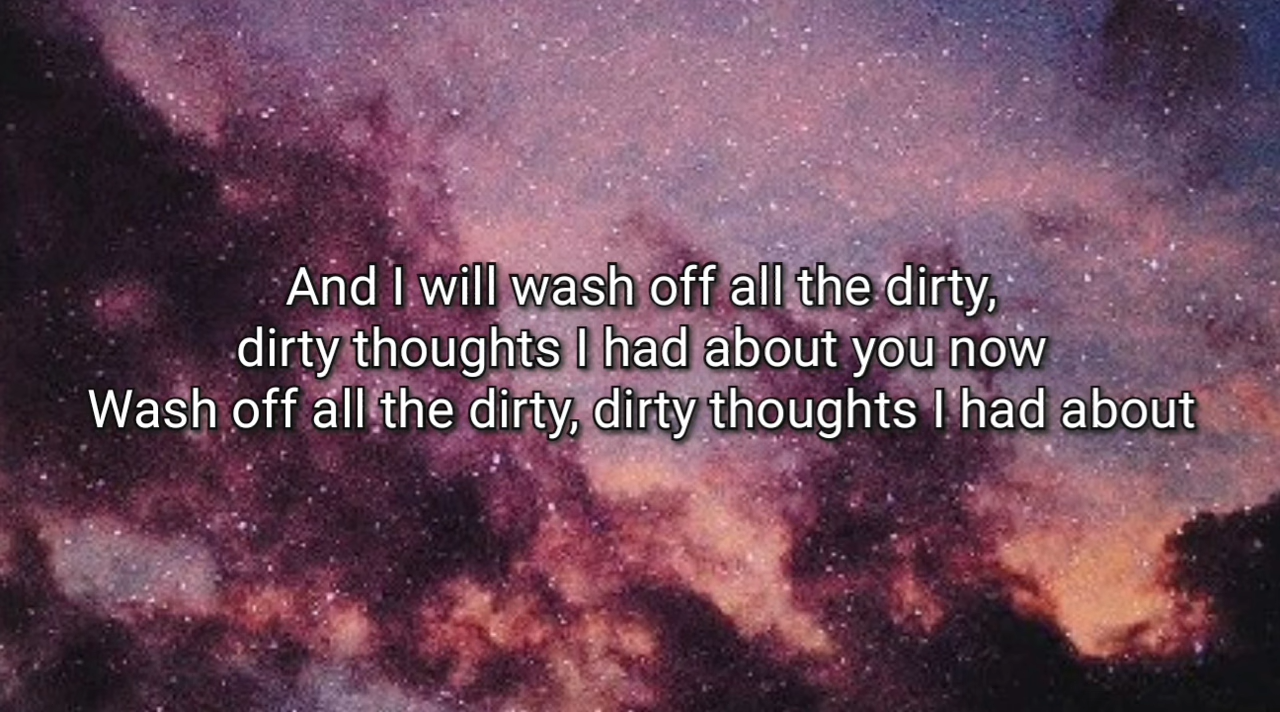 And I will wash off all the dirty,
dirty thoughts I had about you now
Wash off all the dirty, dirty thoughts I had about